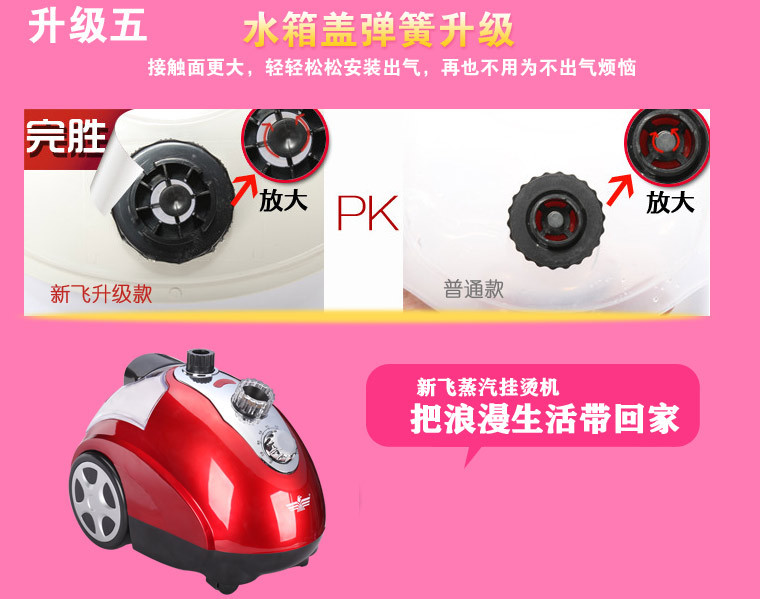 升级五
水箱盖弹簧升级
接触面更大，轻轻松松安装出气，再也不用为不出气烦恼
完胜
放大
新飞升级款
PK
放大
普通款
新飞蒸汽挂烫机
把浪漫生活带回家